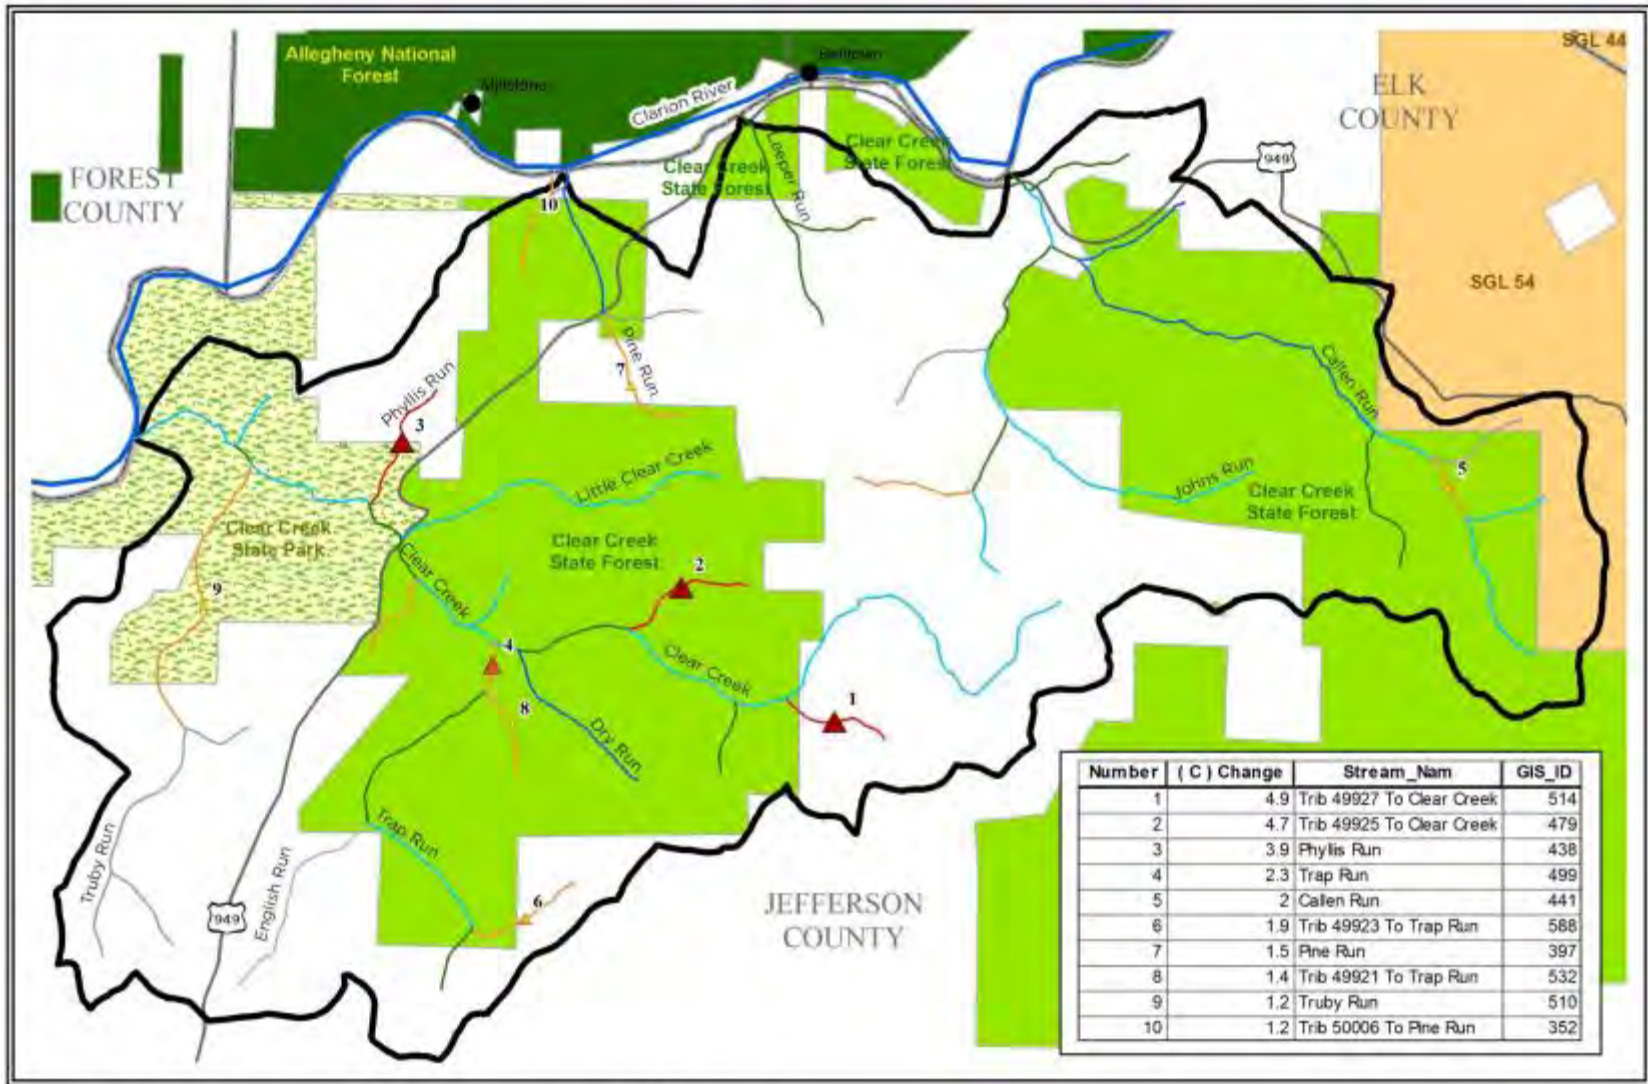 Allegheny National
Forest
Millstone
Belltown
SGL 44
ELK
COUNTY
Clarion River
949
FOREST
COUNTY
Clear Creek
State Forest
Leeper Run
Clear Creek
State Forest
10
SGL 54
Pine Run
7
Callen Run
Phyllis Run
3
Little Clear Creek
Johns Run
5
Clear Creek
State Forest
Clear Creek
State Park
Clear Creek
State Forest
2
9
Clear Creek
4
Clear Creek
1
8
Dry Run
Trap Run
Truby Run
English Run
949
6
JEFFERSON
COUNTY
Number ( C ) Change Stream_Nam GIS_ID
1 4.9 Trib 49927 To Clear Creek 514
2 4.7 Trib 49925 To Clear Creek 479
3 3.9 Phyllis Run 438
4 2.3 Trap Run 499
5 2 Callen Run 441
6 1.9 Trib 49923 To Trap Run 588
7 1.5 Pine Run 397
8 1.4 Trib 49921 To Trap Run 532
9 1.2 Truby Run 510
10 1.2 Trib 50006 To Pine Run 352